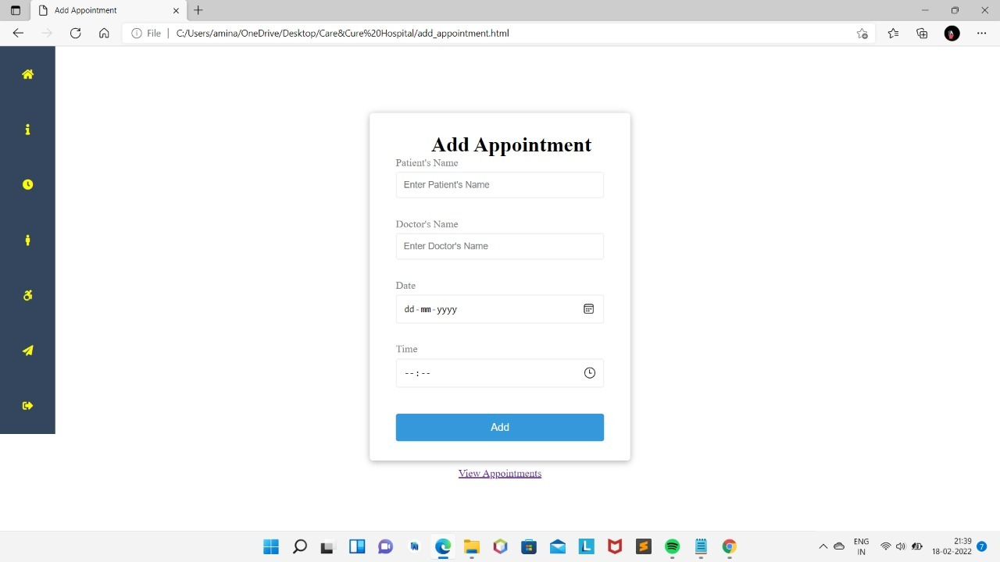 Add Appointment
File | C:/Users/amina/OneDrive/Desktop/Care&Cure%20Hospital/add_appointment.html
Add Appointment
Patient's Name
Enter Patient's Name
Doctor's Name
Enter Doctor's Name
Date
dd-mm-yyyy
Time
--:--
Add
View Appointments
L
S
ENG
IN
21:39
18-02-2022
7